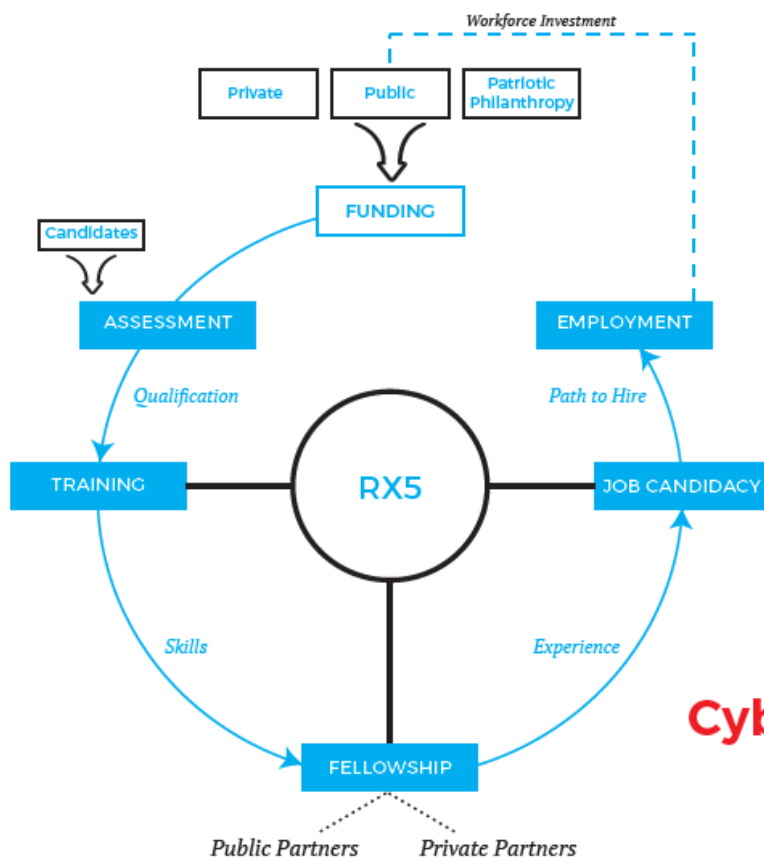 Workforce Investment
Private
Public
Patriotic
Philanthropy
FUNDING
Candidates
ASSESSMENT
EMPLOYMENT
Qualification
Path to Hire
TRAINING
RX5
JOB CANDIDACY
Skills
Experience
Cyb
FELLOWSHIP
Public Partners
Private Partners